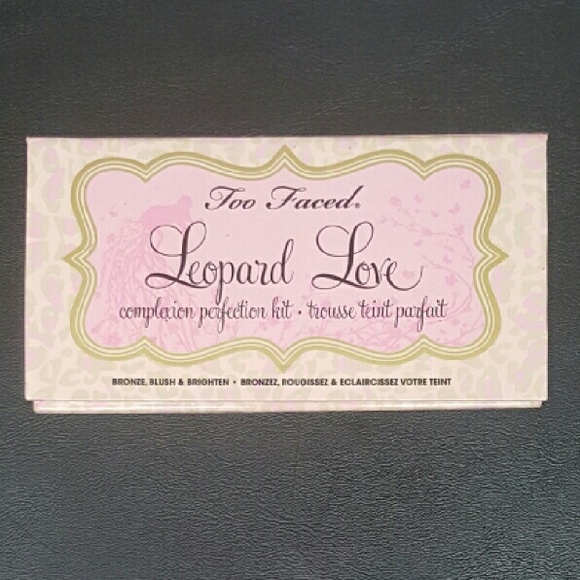 Too Faced®
Leopard Love
complexion perfection kit • trousse teint parfait
BRONZE, BLUSH & BRIGHTEN • BRONZEZ, ROUGISSEZ & ECLAIRCISSEZ VOTRE TEINT